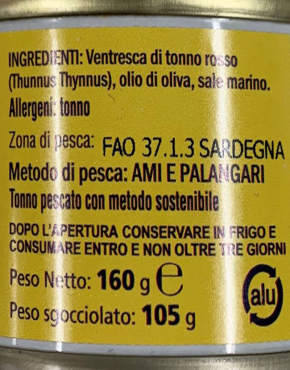 INGREDIENTI: Ventresca di tonno rosso
(Thunnus Thynnus), olio di oliva, sale marino.
Allergeni: tonno
Zona di pesca: FAO 37.1.3 SARDEGNA
Metodo di pesca: AMI E PALANGARI
Tonno pescato con metodo sostenibile
DOPO L'APERTURA CONSERVARE IN FRIGO E
CONSUMARE ENTRO E NON OLTRE TRE GIORNI
Peso Netto: 160 g ℮
Peso sgocciolato: 105 g
alu